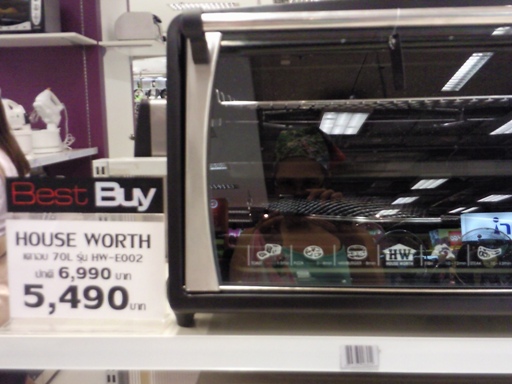 Best Buy
HOUSE WORTH
เตาอบ 70L รุ่น HW-E002
ปกติ 6,990 บาท
5,490 บาท
HW
HOUSE WORTH